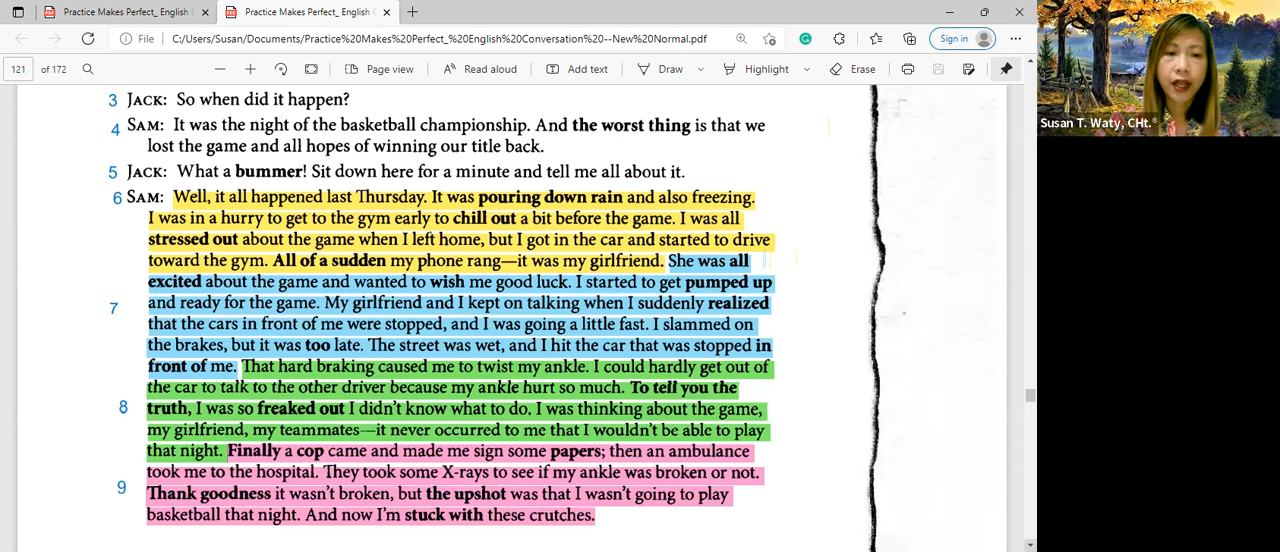 Practice Makes Perfect_ English C
Practice Makes Perfect_ English C
File
C:/Users/Susan/Documents/Practice%20Makes%20Perfect_%20English%20Conversation%20--New%20Normal.pdf
Sign in
121 of 172
Page view
Read aloud
Add text
Draw
Highlight
Erase
Susan T. Waty, CHt.®
3 JACK: So when did it happen?
4 SAM: It was the night of the basketball championship. And the worst thing is that we
lost the game and all hopes of winning our title back.
5 JACK: What a bummer! Sit down here for a minute and tell me all about it.
6 SAM: Well, it all happened last Thursday. It was pouring down rain and also freezing.
I was in a hurry to get to the gym early to chill out a bit before the game. I was all
stressed out about the game when I left home, but I got in the car and started to drive
toward the gym. All of a sudden my phone rang—it was my girlfriend. She was all
excited about the game and wanted to wish me good luck. I started to get pumped up
7 and ready for the game. My girlfriend and I kept on talking when I suddenly realized
that the cars in front of me were stopped, and I was going a little fast. I slammed on
the brakes, but it was too late. The street was wet, and I hit the car that was stopped in
front of me. That hard braking caused me to twist my ankle. I could hardly get out of
the car to talk to the other driver because my ankle hurt so much. To tell you the
8 truth, I was so freaked out I didn't know what to do. I was thinking about the game,
my girlfriend, my teammates—it never occurred to me that I wouldn't be able to play
that night. Finally a cop came and made me sign some papers; then an ambulance
took me to the hospital. They took some X-rays to see if my ankle was broken or not.
9 Thank goodness it wasn't broken, but the upshot was that I wasn't going to play
basketball that night. And now I'm stuck with these crutches.